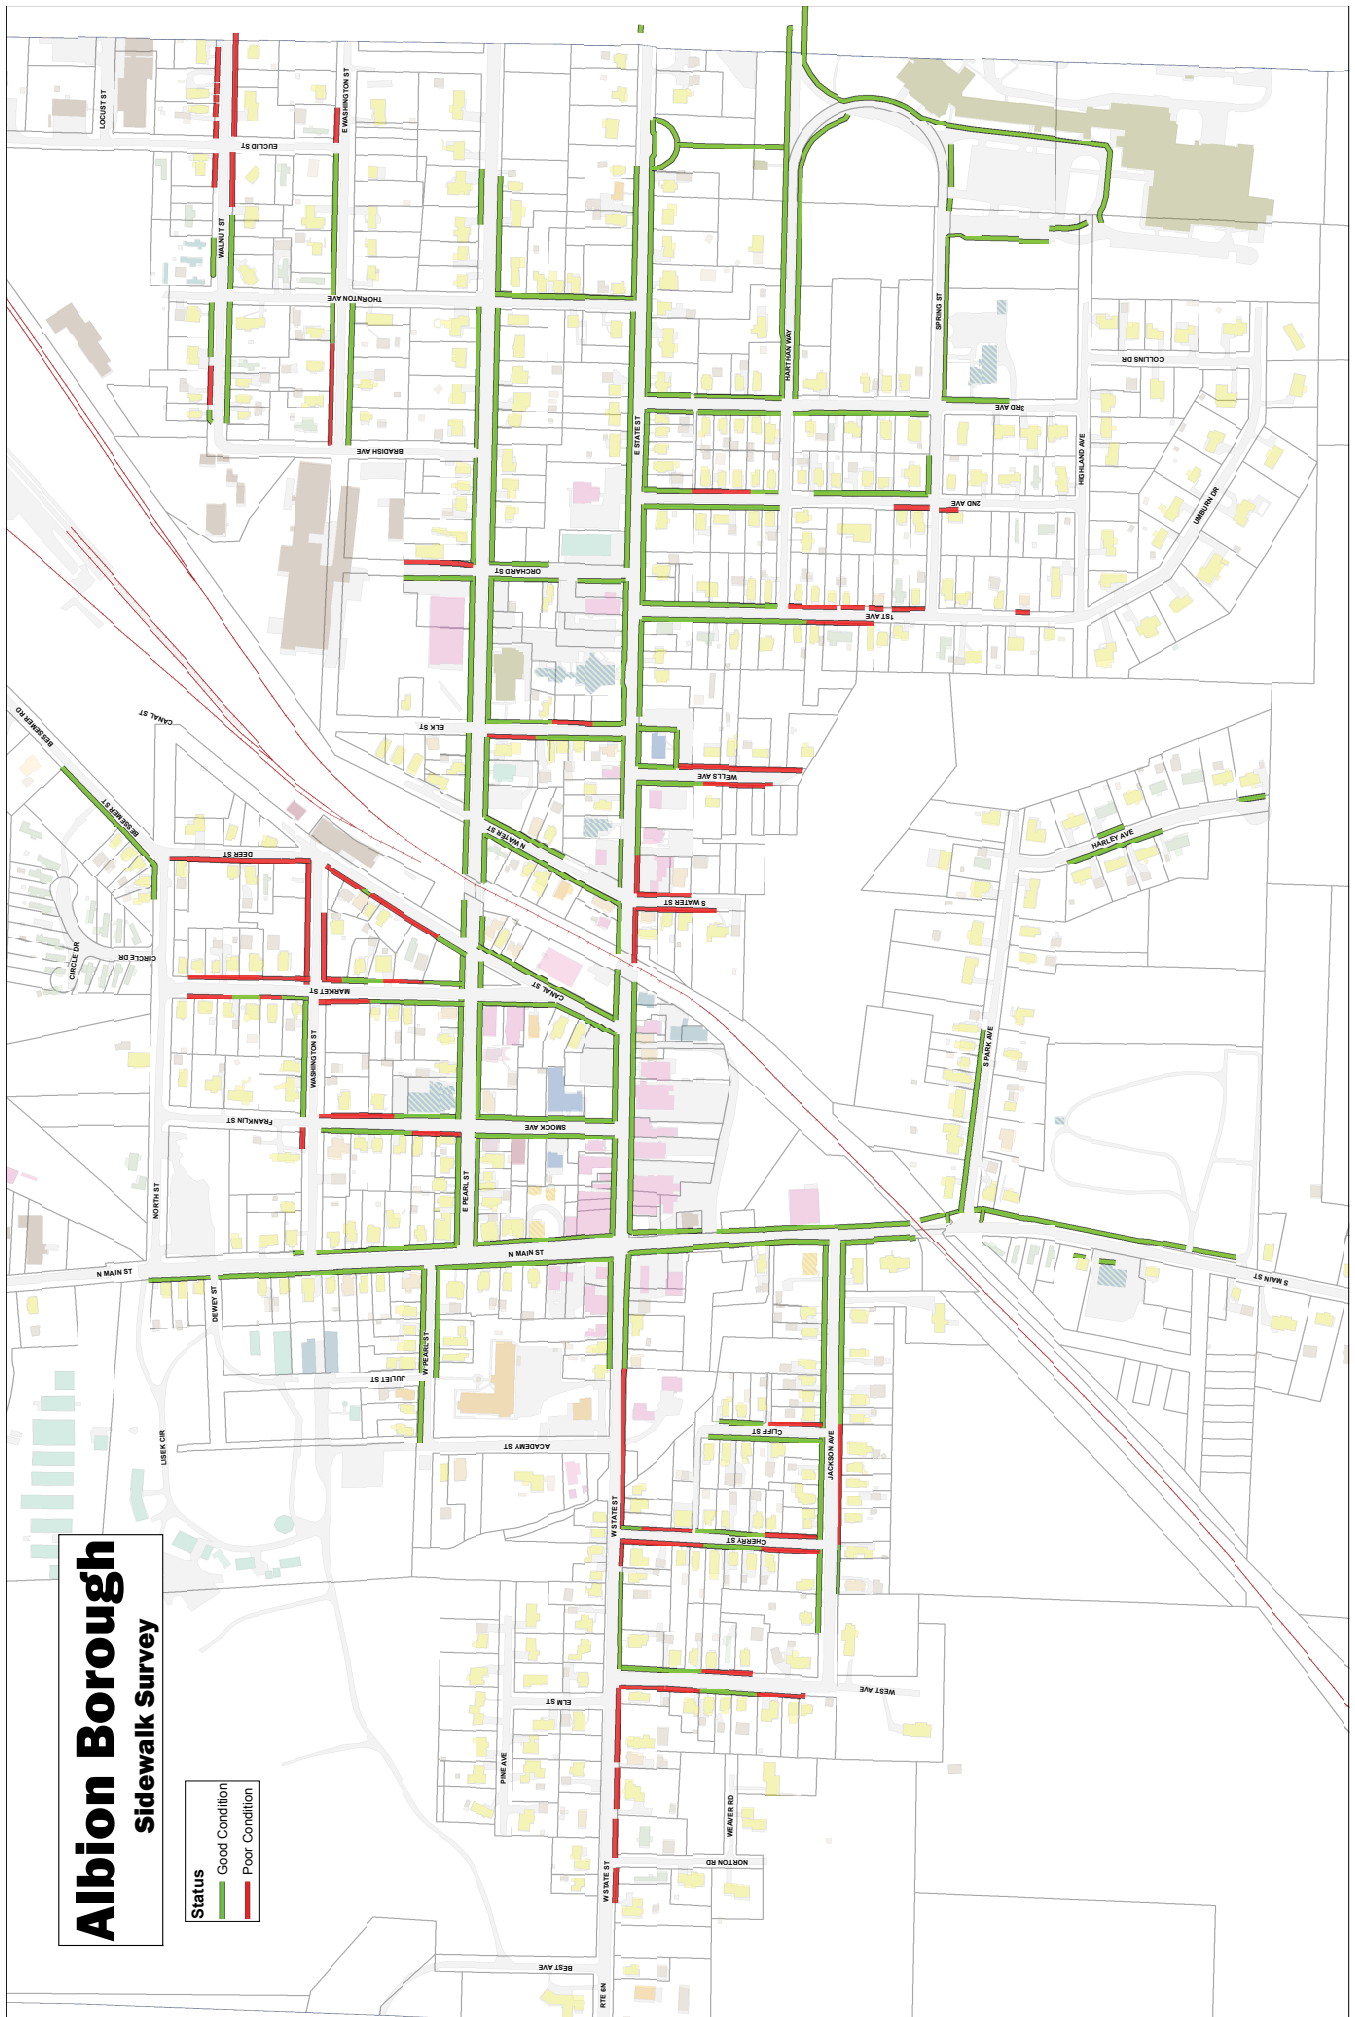 Albion Borough
Sidewalk Survey
Status
Good Condition
Poor Condition
LOCUST ST
EUCLID ST
E WASHINGTON ST
WALNUT ST
THORNTON AVE
BRADISH AVE
E STATE ST
HARTHAN WAY
SPRING ST
COLLINS DR
3RD AVE
HIGHLAND AVE
2ND AVE
UMBURN DR
ORCHARD ST
1ST AVE
ELK ST
CANAL ST
BESSEMER RD
BESSEMER ST
WELLS AVE
N WATER ST
DEER ST
HARLEY AVE
S WATER ST
CIRCLE DR
CIRCLE DR
MARKET ST
CANAL ST
WASHINGTON ST
S PARK AVE
FRANKLIN ST
SMOCK AVE
NORTH ST
E PEARL ST
N MAIN ST
N MAIN ST
S MAIN ST
DEWEY ST
W PEARL ST
JULIET ST
CLIFF ST
ACADEMY ST
LISEK CIR
JACKSON AVE
W STATE ST
CHERRY ST
WEST AVE
ELM ST
PINE AVE
WEAVER RD
NORTON RD
W STATE ST
BEST AVE
RTE 6N